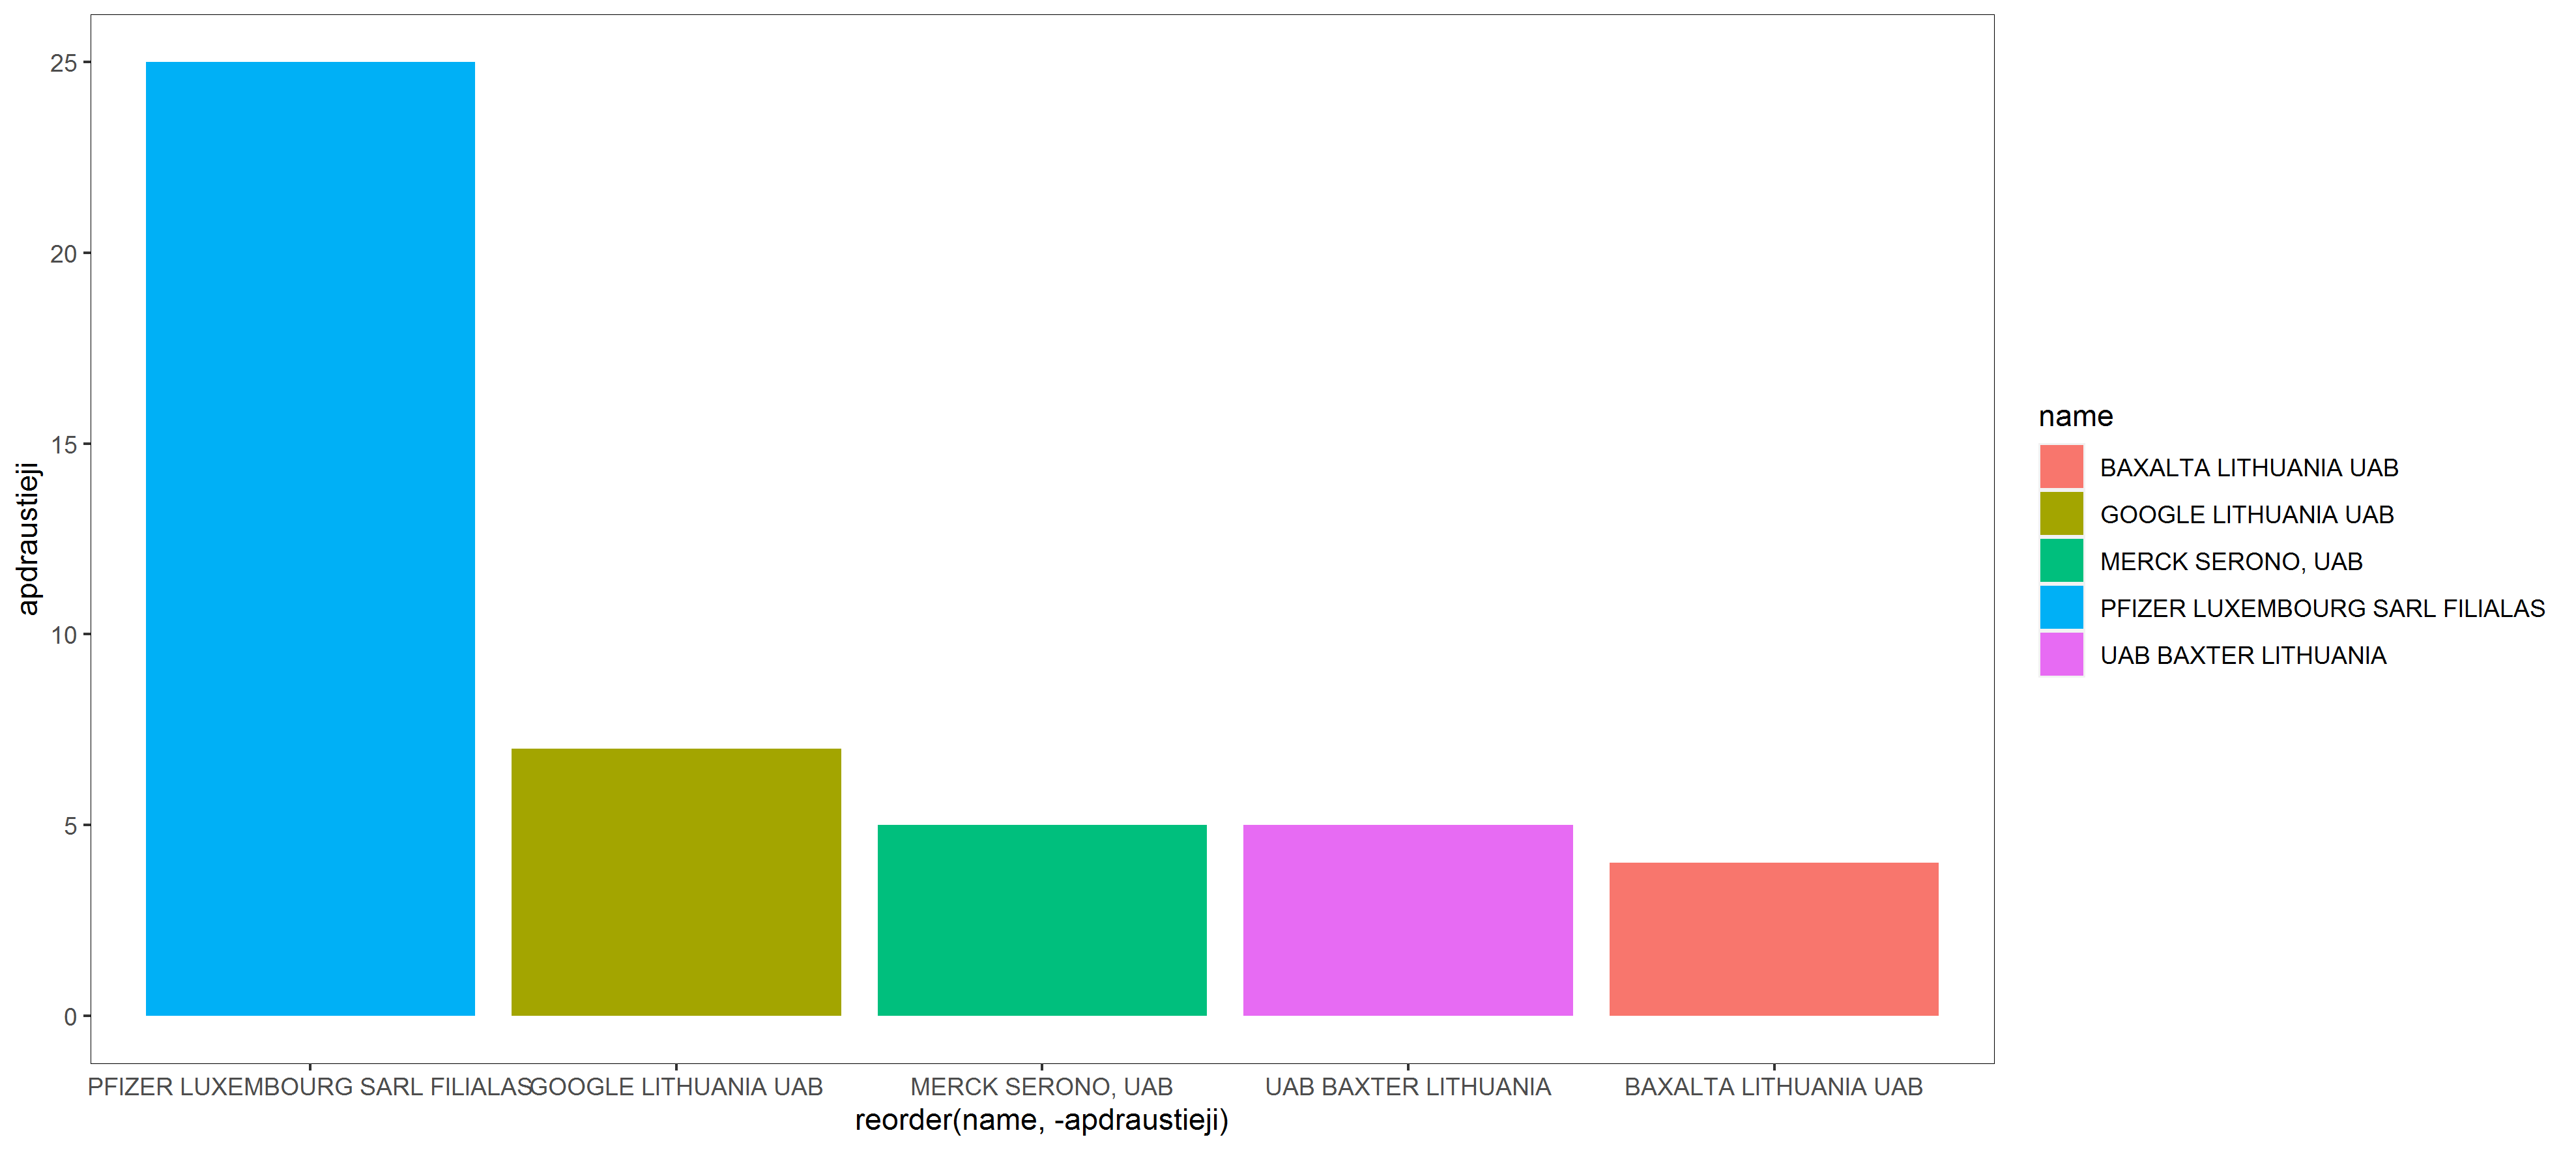 25
20
15
10
5
0
apdraustieji
PFIZER LUXEMBOURG SARL FILIALAS
GOOGLE LITHUANIA UAB
MERCK SERONO, UAB
UAB BAXTER LITHUANIA
BAXALTA LITHUANIA UAB
reorder(name, -apdraustieji)
name
BAXALTA LITHUANIA UAB
GOOGLE LITHUANIA UAB
MERCK SERONO, UAB
PFIZER LUXEMBOURG SARL FILIALAS
UAB BAXTER LITHUANIA